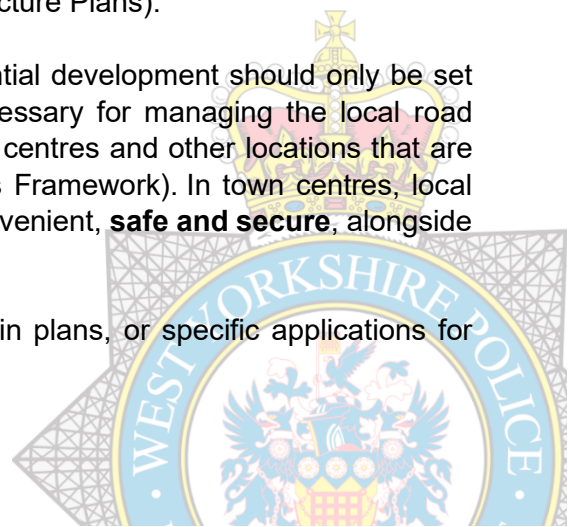 cture Plans).
ntial development should only be set
essary for managing the local road
centres and other locations that are
s Framework). In town centres, local
venient, safe and secure, alongside
in plans, or specific applications for
WEST YORKSHIRE POLICE